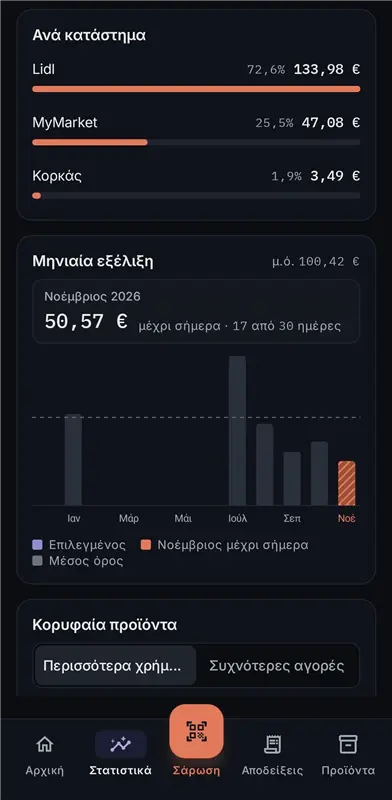 Ανά κατάστημα
Lidl 72,6% 133,98 €
MyMarket 25,5% 47,08 €
Κορκάς 1,9% 3,49 €
Μηνιαία εξέλιξη μ.ό. 100,42 €
Νοέμβριος 2026
50,57 € μέχρι σήμερα · 17 από 30 ημέρες
Ιαν Μάρ Μάι Ιούλ Σεπ Νοέ
Επιλεγμένος Νοέμβριος μέχρι σήμερα
Μέσος όρος
Κορυφαία προϊόντα
Περισσότερα χρήμ... Συχνότερες αγορές
Αρχική Στατιστικά Σάρωση Αποδείξεις Προϊόντα